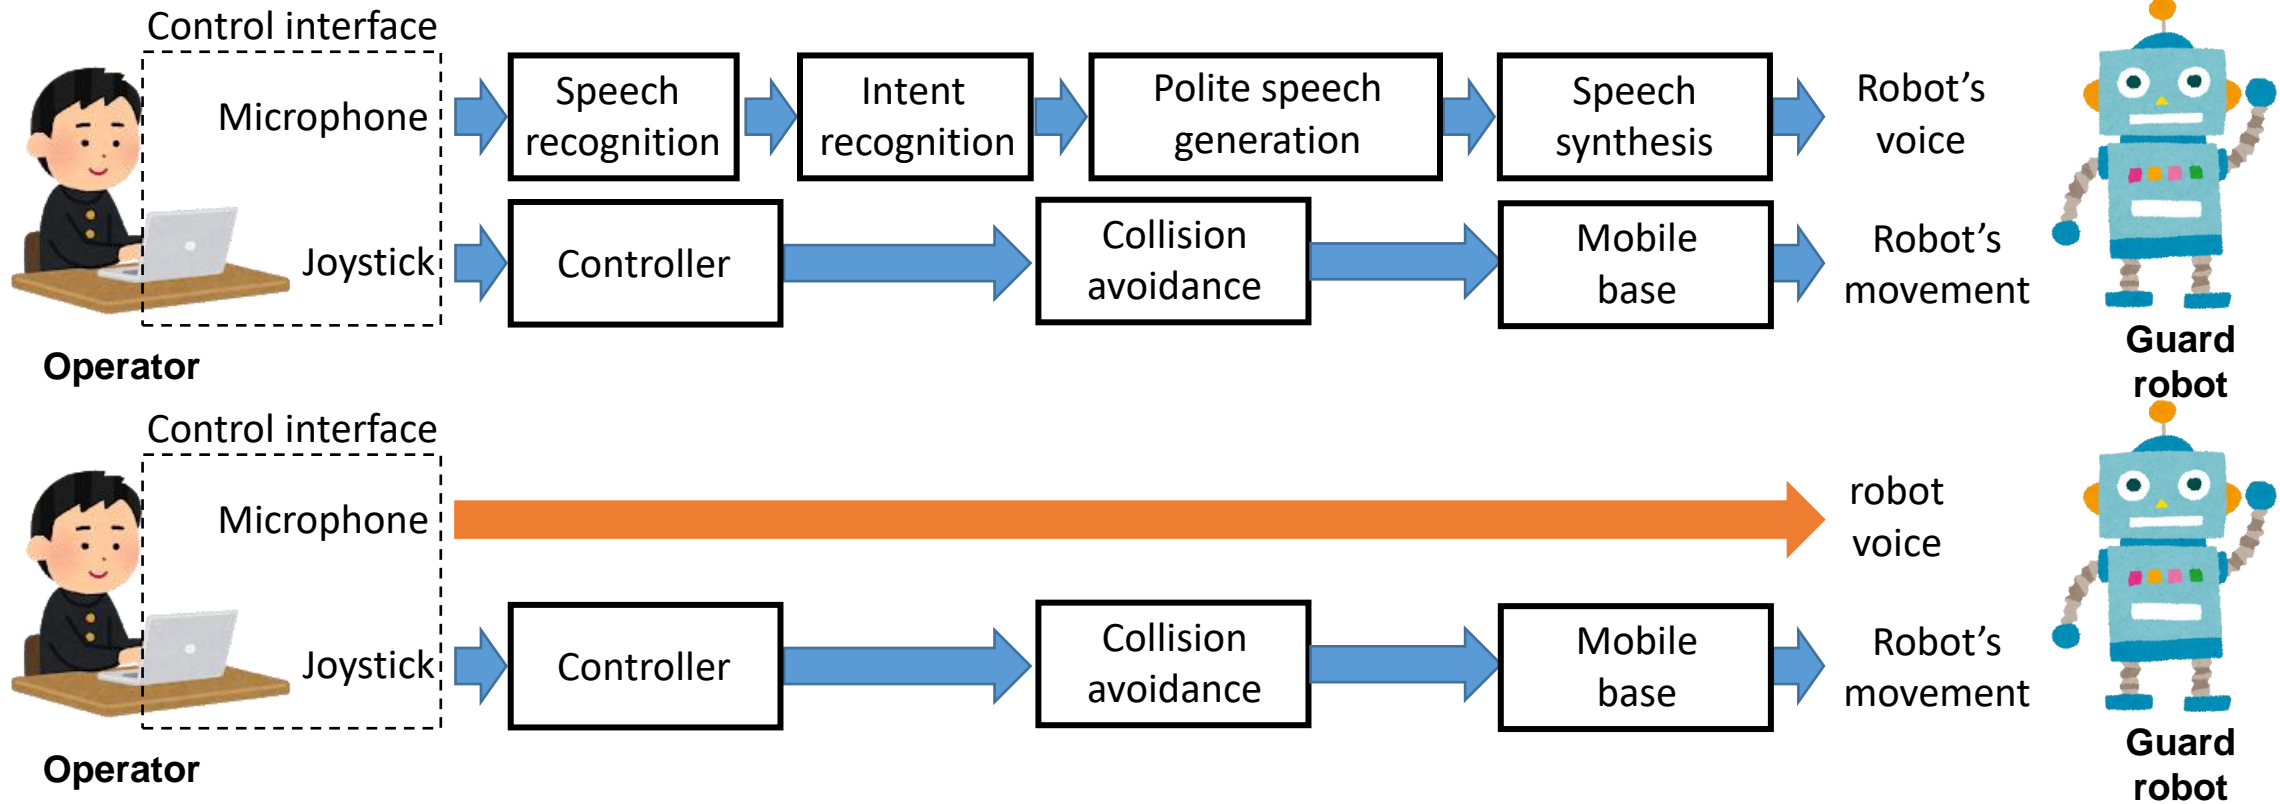 Control interface
Microphone
Speech
recognition
Intent
recognition
Polite speech
generation
Speech
synthesis
Robot's
voice
Joystick
Controller
Collision
avoidance
Mobile
base
Robot's
movement
Operator
Guard
robot
Control interface
Microphone
robot
voice
Joystick
Controller
Collision
avoidance
Mobile
base
Robot's
movement
Operator
Guard
robot